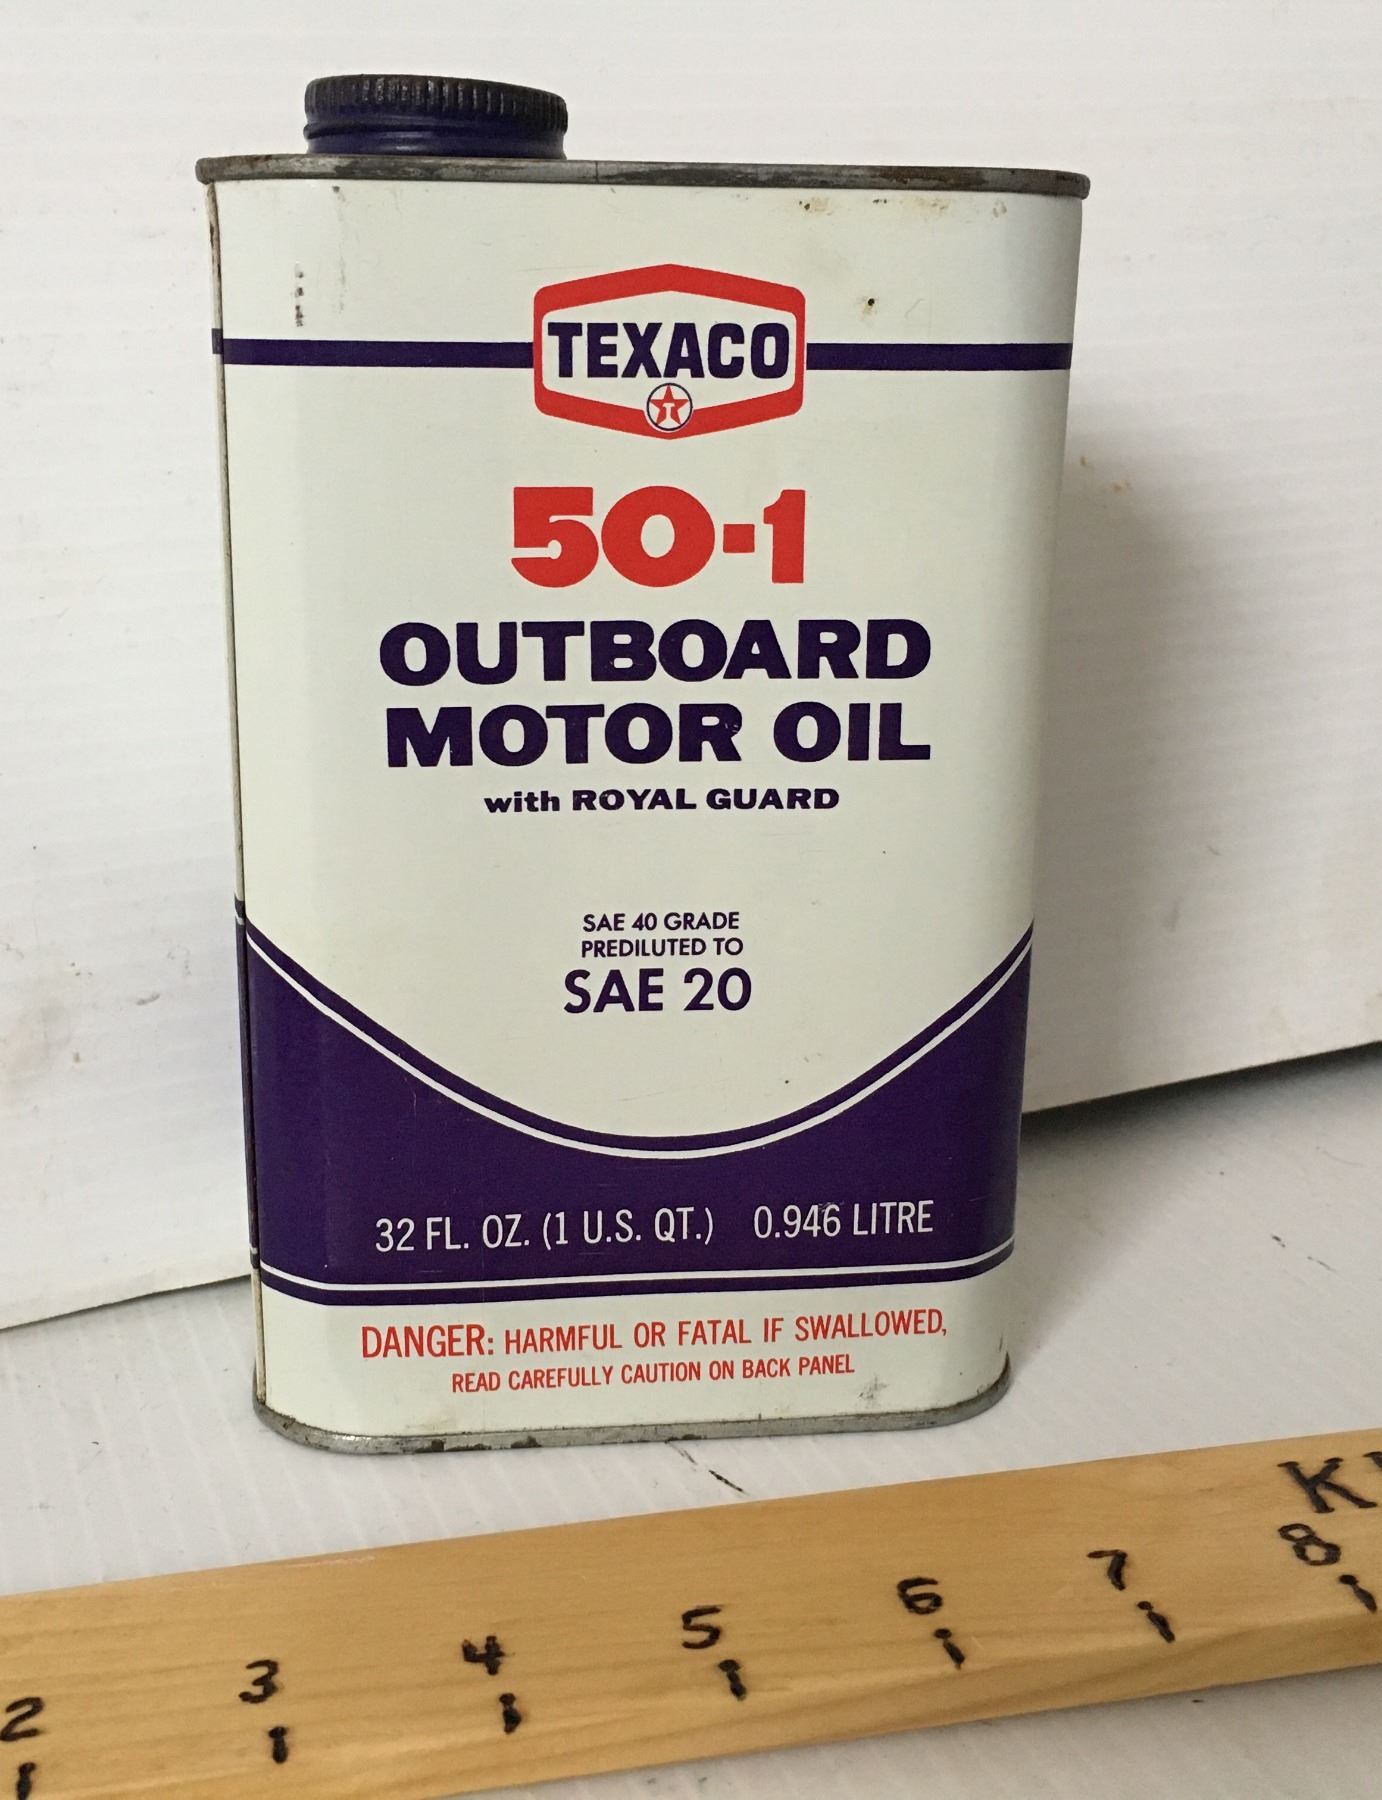 TEXACO
T
50-1
OUTBOARD
MOTOR OIL
with ROYAL GUARD
SAE 40 GRADE
PREDILUTED TO
SAE 20
32 FL. OZ. (1 U.S. QT.) 0.946 LITRE
DANGER: HARMFUL OR FATAL IF SWALLOWED,
READ CAREFULLY CAUTION ON BACK PANEL
2 3 4 5 6 7 8